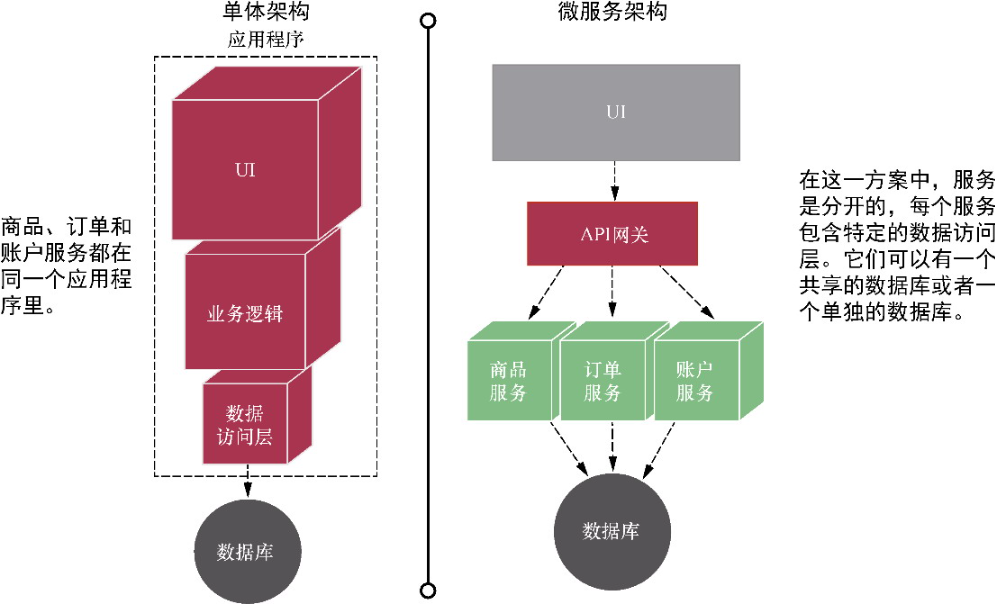 单体架构
应用程序
UI
业务逻辑
数据
访问层
数据库
商品、订单和
账户服务都在
同一个应用程
序里。
微服务架构
UI
API网关
商品
服务
订单
服务
账户
服务
数据库
在这一方案中，服务
是分开的，每个服务
包含特定的数据访问
层。它们可以有一个
共享的数据库或者一
个单独的数据库。